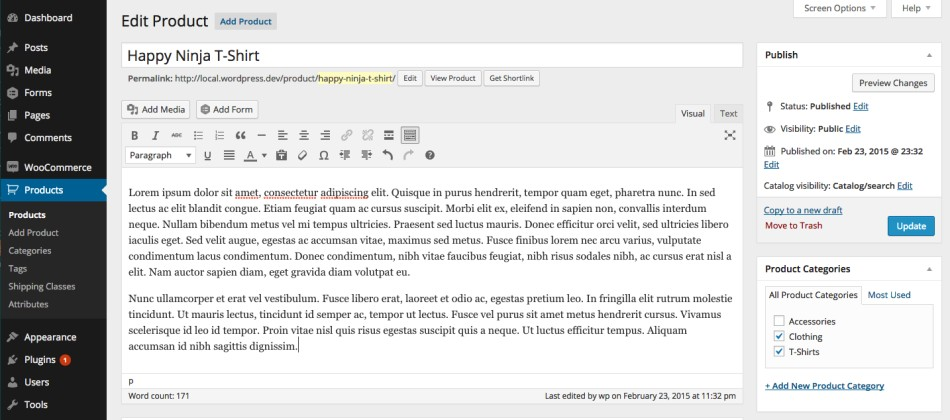 Dashboard
Posts
Media
Forms
Pages
Comments
WooCommerce
Products
Products
Add Product
Categories
Tags
Shipping Classes
Attributes
Appearance
Plugins 1
Users
Tools
Screen Options
Help
Edit Product Add Product
Happy Ninja T-Shirt
Permalink: http://local.wordpress.dev/product/happy-ninja-t-shirt/ Edit View Product Get Shortlink
Add Media Add Form
Visual Text
B I ABC
Paragraph U A Ω
Lorem ipsum dolor sit amet, consectetur adipiscing elit. Quisque in purus hendrerit, tempor quam eget, pharetra nunc. In sed
lectus ac elit blandit congue. Etiam feugiat quam ac cursus suscipit. Morbi elit ex, eleifend in sapien non, convallis interdum
neque. Nullam bibendum metus vel mi tempus ultricies. Praesent sed luctus mauris. Donec efficitur orci velit, sed ultricies libero
iaculis eget. Sed velit augue, egestas ac accumsan vitae, maximus sed metus. Fusce finibus lorem nec arcu varius, vulputate
condimentum lacus condimentum. Donec condimentum, nibh vitae faucibus feugiat, nibh risus sodales nibh, ac cursus erat nisl a
elit. Nam auctor sapien diam, eget gravida diam volutpat eu.
Nunc ullamcorper et erat vel vestibulum. Fusce libero erat, laoreet et odio ac, egestas pretium leo. In fringilla elit rutrum molestie
tincidunt. Ut mauris lectus, tincidunt id semper ac, tempor ut lectus. Fusce vel purus sit amet metus hendrerit cursus. Vivamus
scelerisque id leo id tempor. Proin vitae nisl quis risus egestas suscipit quis a neque. Ut luctus efficitur tempus. Aliquam
accumsan id nibh sagittis dignissim.
p
Word count: 171
Last edited by wp on February 23, 2015 at 11:32 pm
Publish
Preview Changes
Status: Published Edit
Visibility: Public Edit
Published on: Feb 23, 2015 @ 23:32
Edit
Catalog visibility: Catalog/search Edit
Copy to a new draft
Move to Trash
Update
Product Categories
All Product Categories Most Used
Accessories
Clothing
T-Shirts
+ Add New Product Category